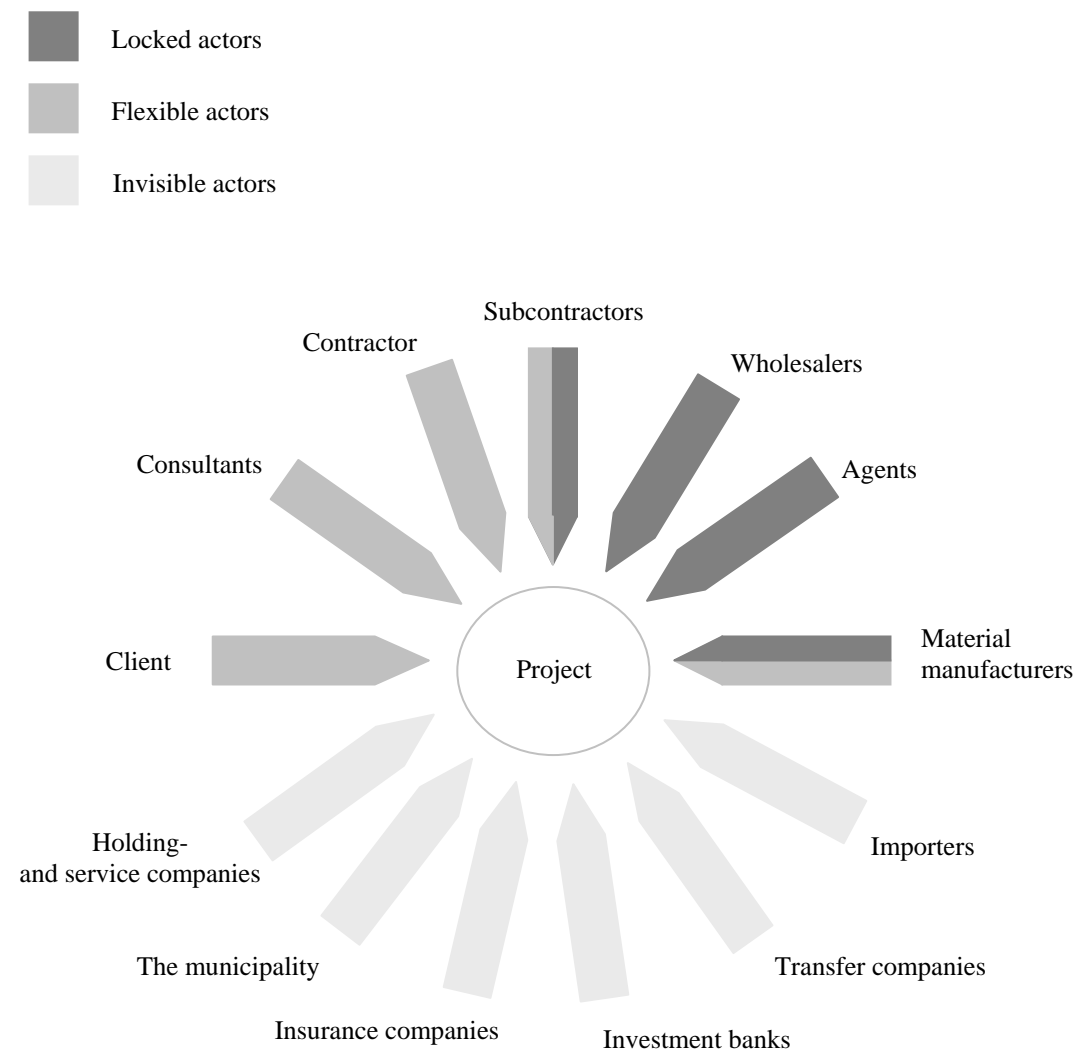 Locked actors
Flexible actors
Invisible actors
Subcontractors
Contractor
Wholesalers
Consultants
Agents
Client
Project
Material
manufacturers
Holding-
and service companies
Importers
The municipality
Transfer companies
Insurance companies
Investment banks